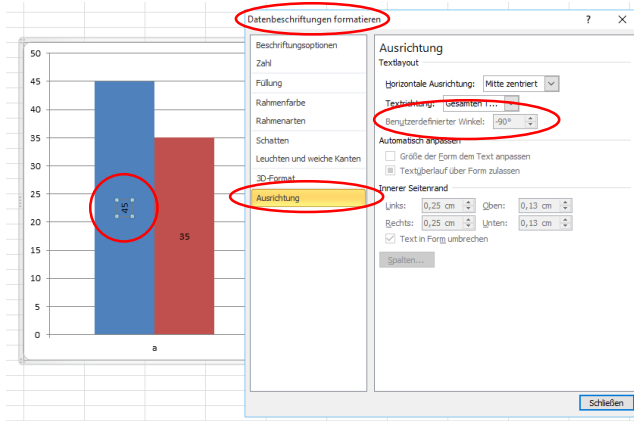 Datenbeschriftungen formatieren ? X
Beschriftungsoptionen
Zahl
Füllung
Rahmenfarbe
Rahmenarten
Schatten
Leuchten und weiche Kanten
3D-Format
Ausrichtung
Ausrichtung
Textlayout
Horizontale Ausrichtung: Mitte zentriert
Textrichtung: Gesamten T...
Benutzerdefinierter Winkel: -90°
Automatisch anpassen
Größe der Form dem Text anpassen
Textüberlauf über Form zulassen
Innerer Seitenrand
Links: 0,25 cm Oben: 0,13 cm
Rechts: 0,25 cm Unten: 0,13 cm
Text in Form umbrechen
Spalten...
Schließen
50
45
40
35
30
25
20
15
10
5
0
45
35
a